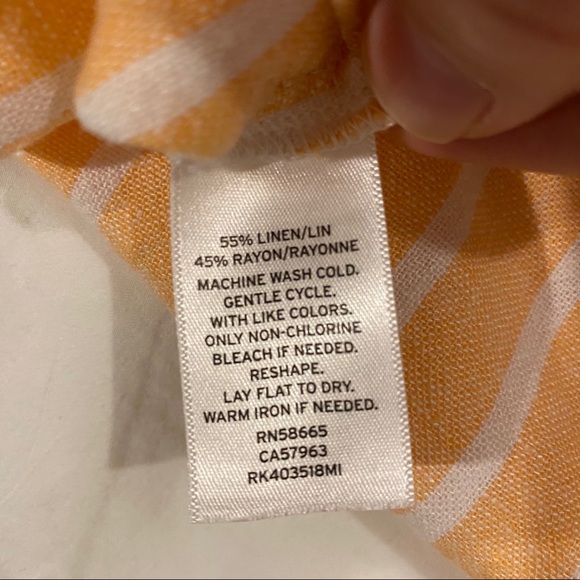 55% LINEN/LIN
45% RAYON/RAYONNE
MACHINE WASH COLD.
GENTLE CYCLE.
WITH LIKE COLORS.
ONLY NON-CHLORINE
BLEACH IF NEEDED.
RESHAPE.
LAY FLAT TO DRY.
WARM IRON IF NEEDED.
RN58665
CA57963
RK403518MI